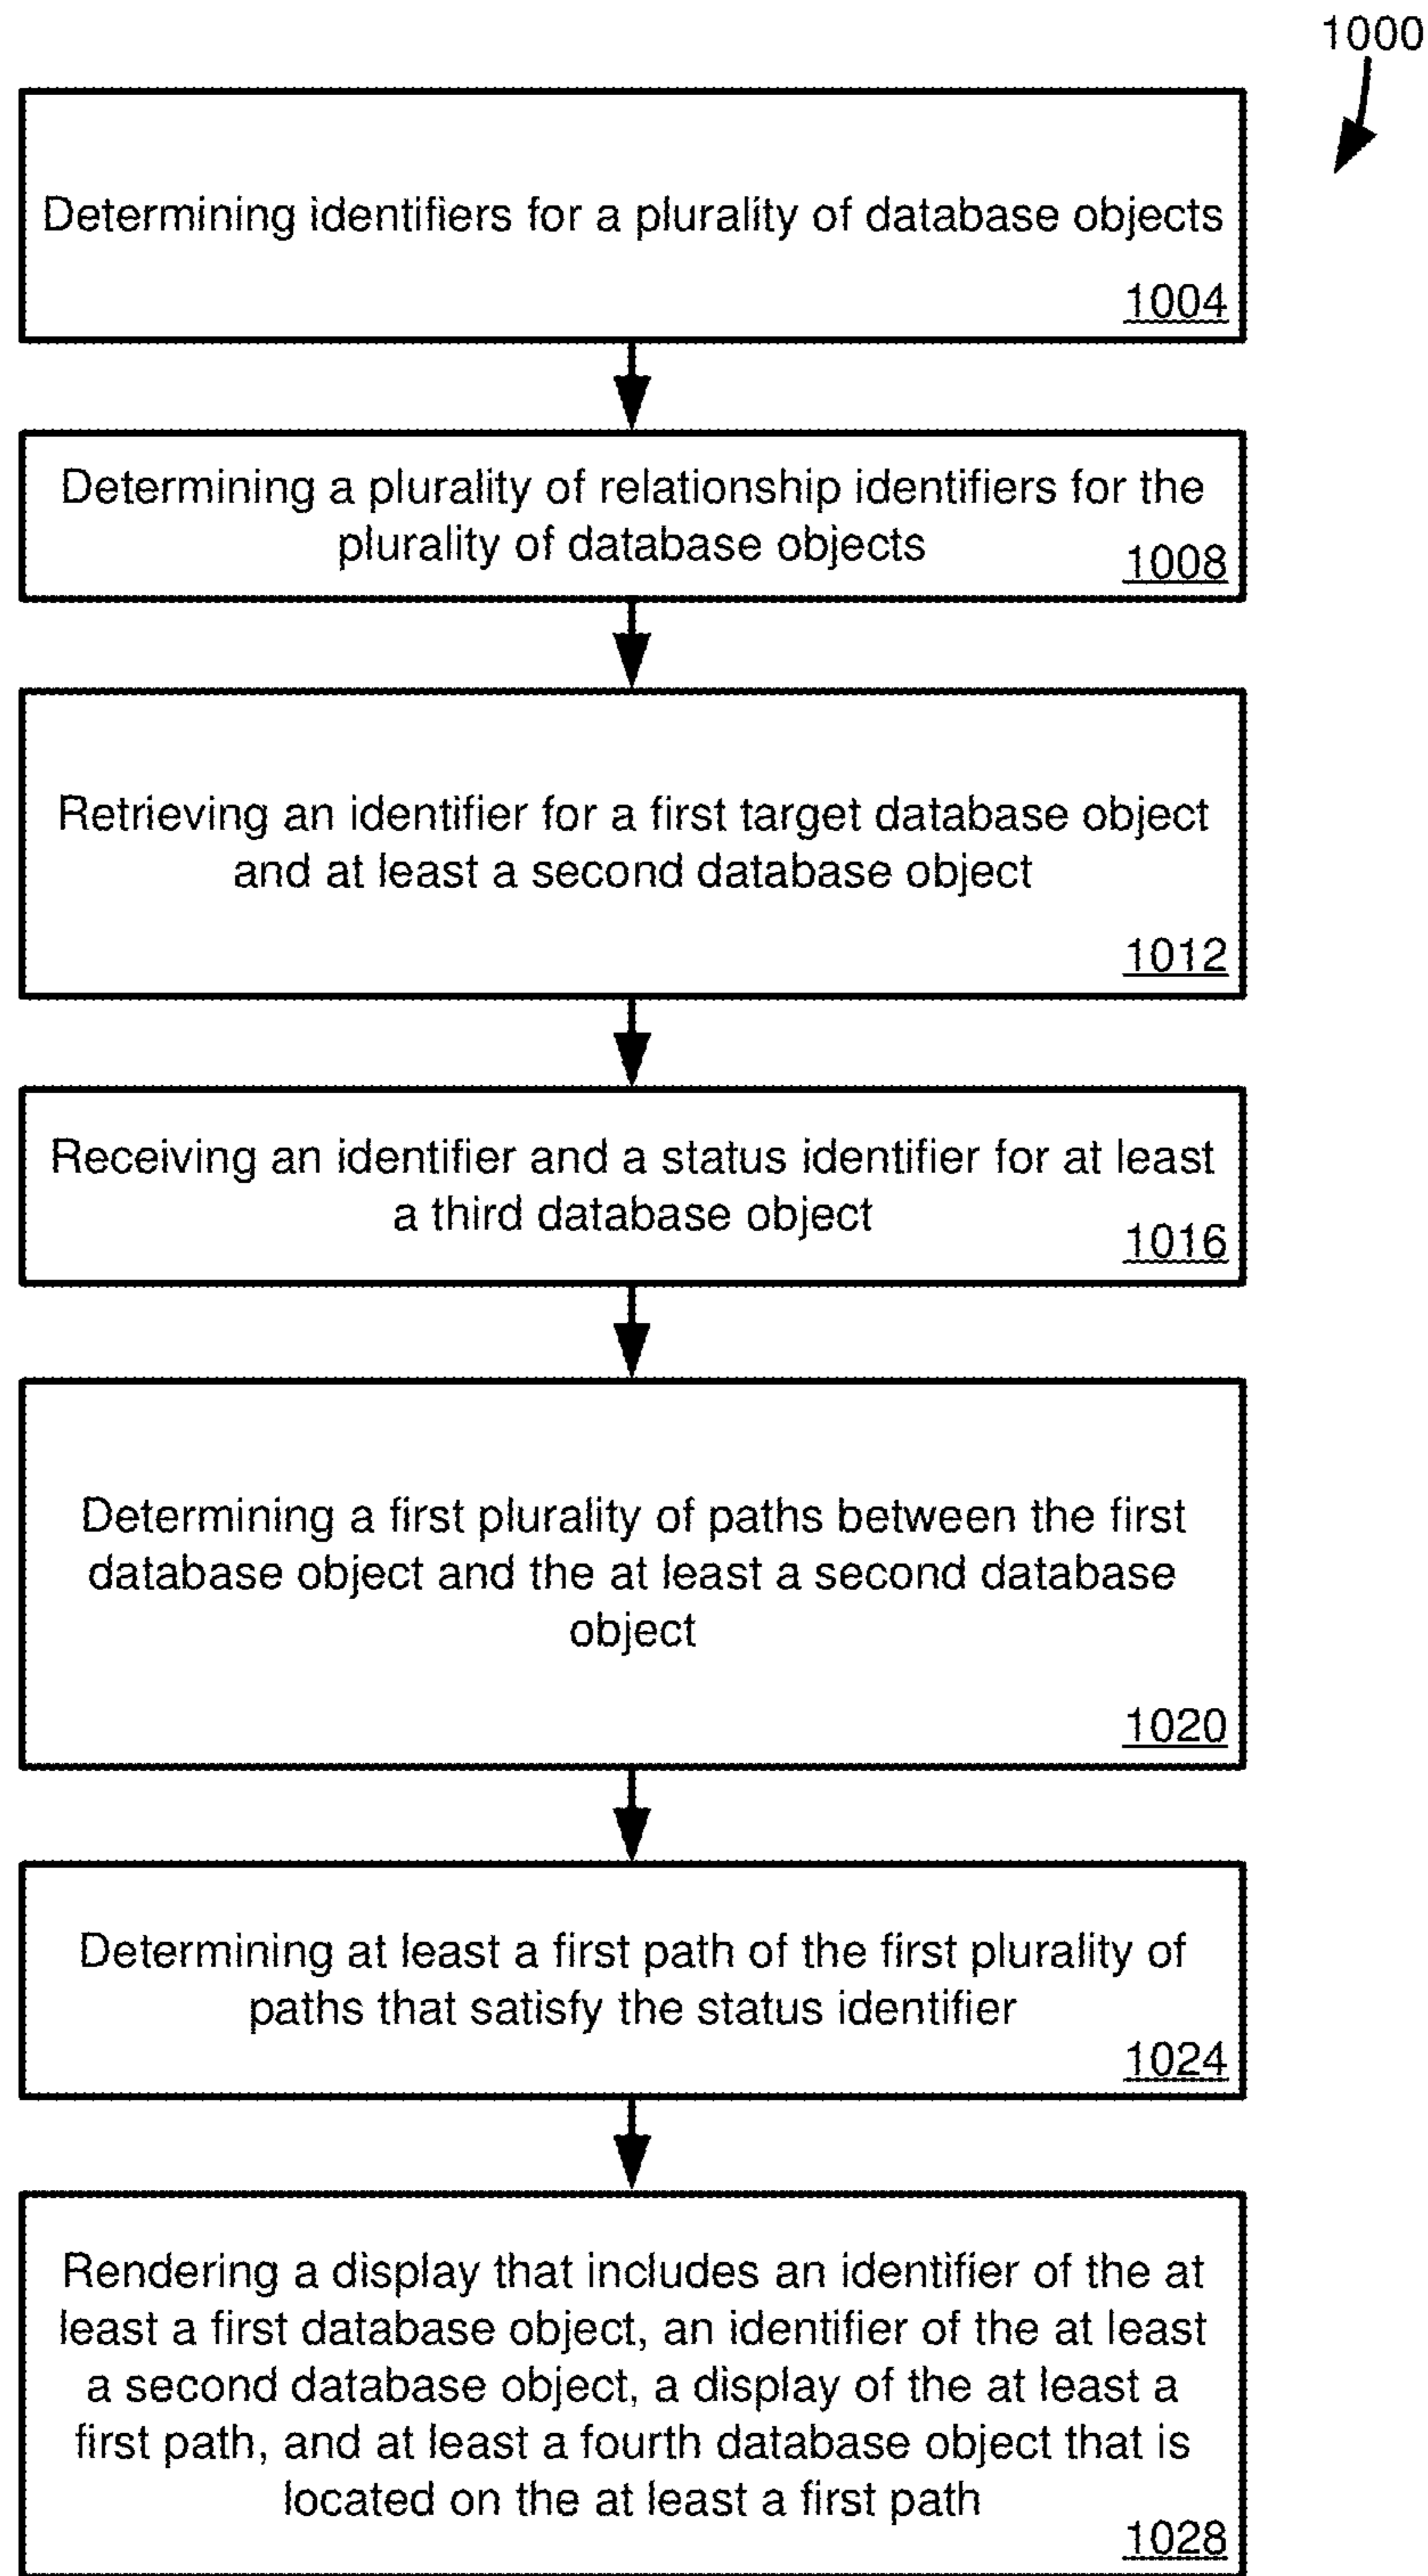 1000
Determining identifiers for a plurality of database objects
1004
Determining a plurality of relationship identifiers for the
plurality of database objects
1008
Retrieving an identifier for a first target database object
and at least a second database object
1012
Receiving an identifier and a status identifier for at least
a third database object
1016
Determining a first plurality of paths between the first
database object and the at least a second database
object
1020
Determining at least a first path of the first plurality of
paths that satisfy the status identifier
1024
Rendering a display that includes an identifier of the at
least a first database object, an identifier of the at least
a second database object, a display of the at least a
first path, and at least a fourth database object that is
located on the at least a first path
1028